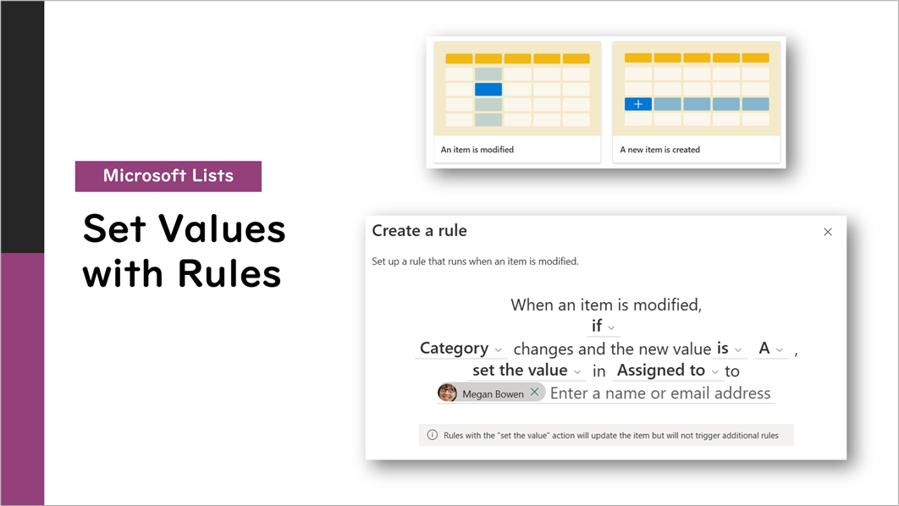 Microsoft Lists
Set Values
with Rules
An item is modified
A new item is created
Create a rule
Set up a rule that runs when an item is modified.
When an item is modified,
if
Category changes and the new value is A ,
set the value in Assigned to to
Megan Bowen Enter a name or email address
Rules with the "set the value" action will update the item but will not trigger additional rules